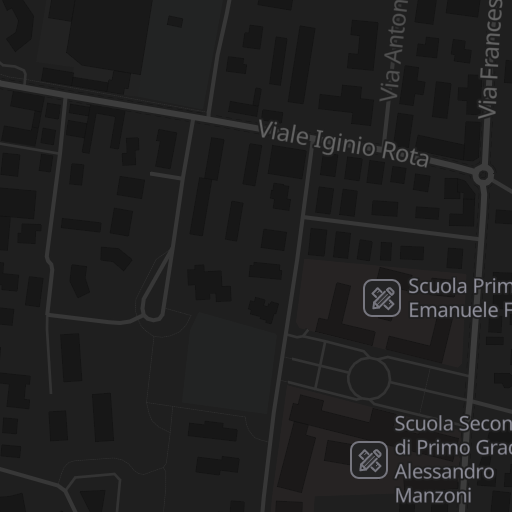 Via Anton
Via Frances
Viale Iginio Rota
Scuola Prim
Emanuele F
Scuola Secon
di Primo Grad
Alessandro
Manzoni